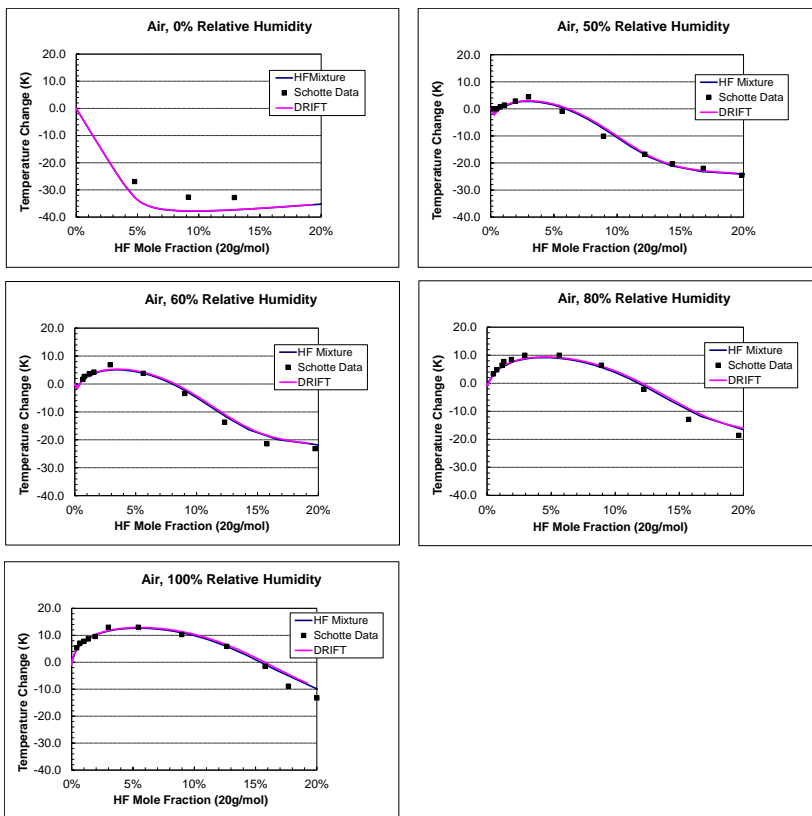 Air, 0% Relative Humidity
20.0
10.0
0.0
-10.0
-20.0
-30.0
-40.0
Temperature Change (K)
0% 5% 10% 15% 20%
HF Mole Fraction (20g/mol)
HFMixture
Schotte Data
DRIFT
Air, 50% Relative Humidity
20.0
10.0
0.0
-10.0
-20.0
-30.0
-40.0
Temperature Change (K)
0% 5% 10% 15% 20%
HF Mole Fraction (20g/mol)
HF Mixture
Schotte Data
DRIFT
Air, 60% Relative Humidity
20.0
10.0
0.0
-10.0
-20.0
-30.0
-40.0
Temperature Change (K)
0% 5% 10% 15% 20%
HF Mole Fraction (20g/mol)
HF Mixture
Schotte Data
DRIFT
Air, 80% Relative Humidity
20.0
10.0
0.0
-10.0
-20.0
-30.0
-40.0
Temperature Change (K)
0% 5% 10% 15% 20%
HF Mole Fraction (20g/mol)
HF Mixture
Schotte Data
DRIFT
Air, 100% Relative Humidity
20.0
10.0
0.0
-10.0
-20.0
-30.0
-40.0
Temperature Change (K)
0% 5% 10% 15% 20%
HF Mole Fraction (20g/mol)
HF Mixture
Schotte Data
DRIFT